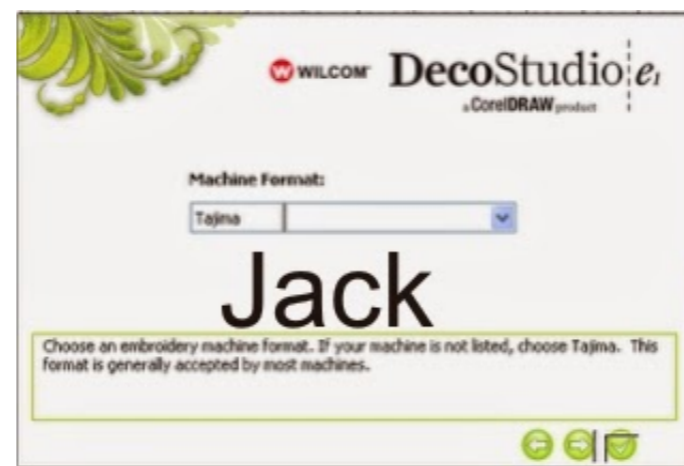 WILCOM DecoStudio e1
a CorelDRAW product
Machine Format:
Tajima
Jack
Choose an embroidery machine format. If your machine is not listed, choose Tajima. This
format is generally accepted by most machines.